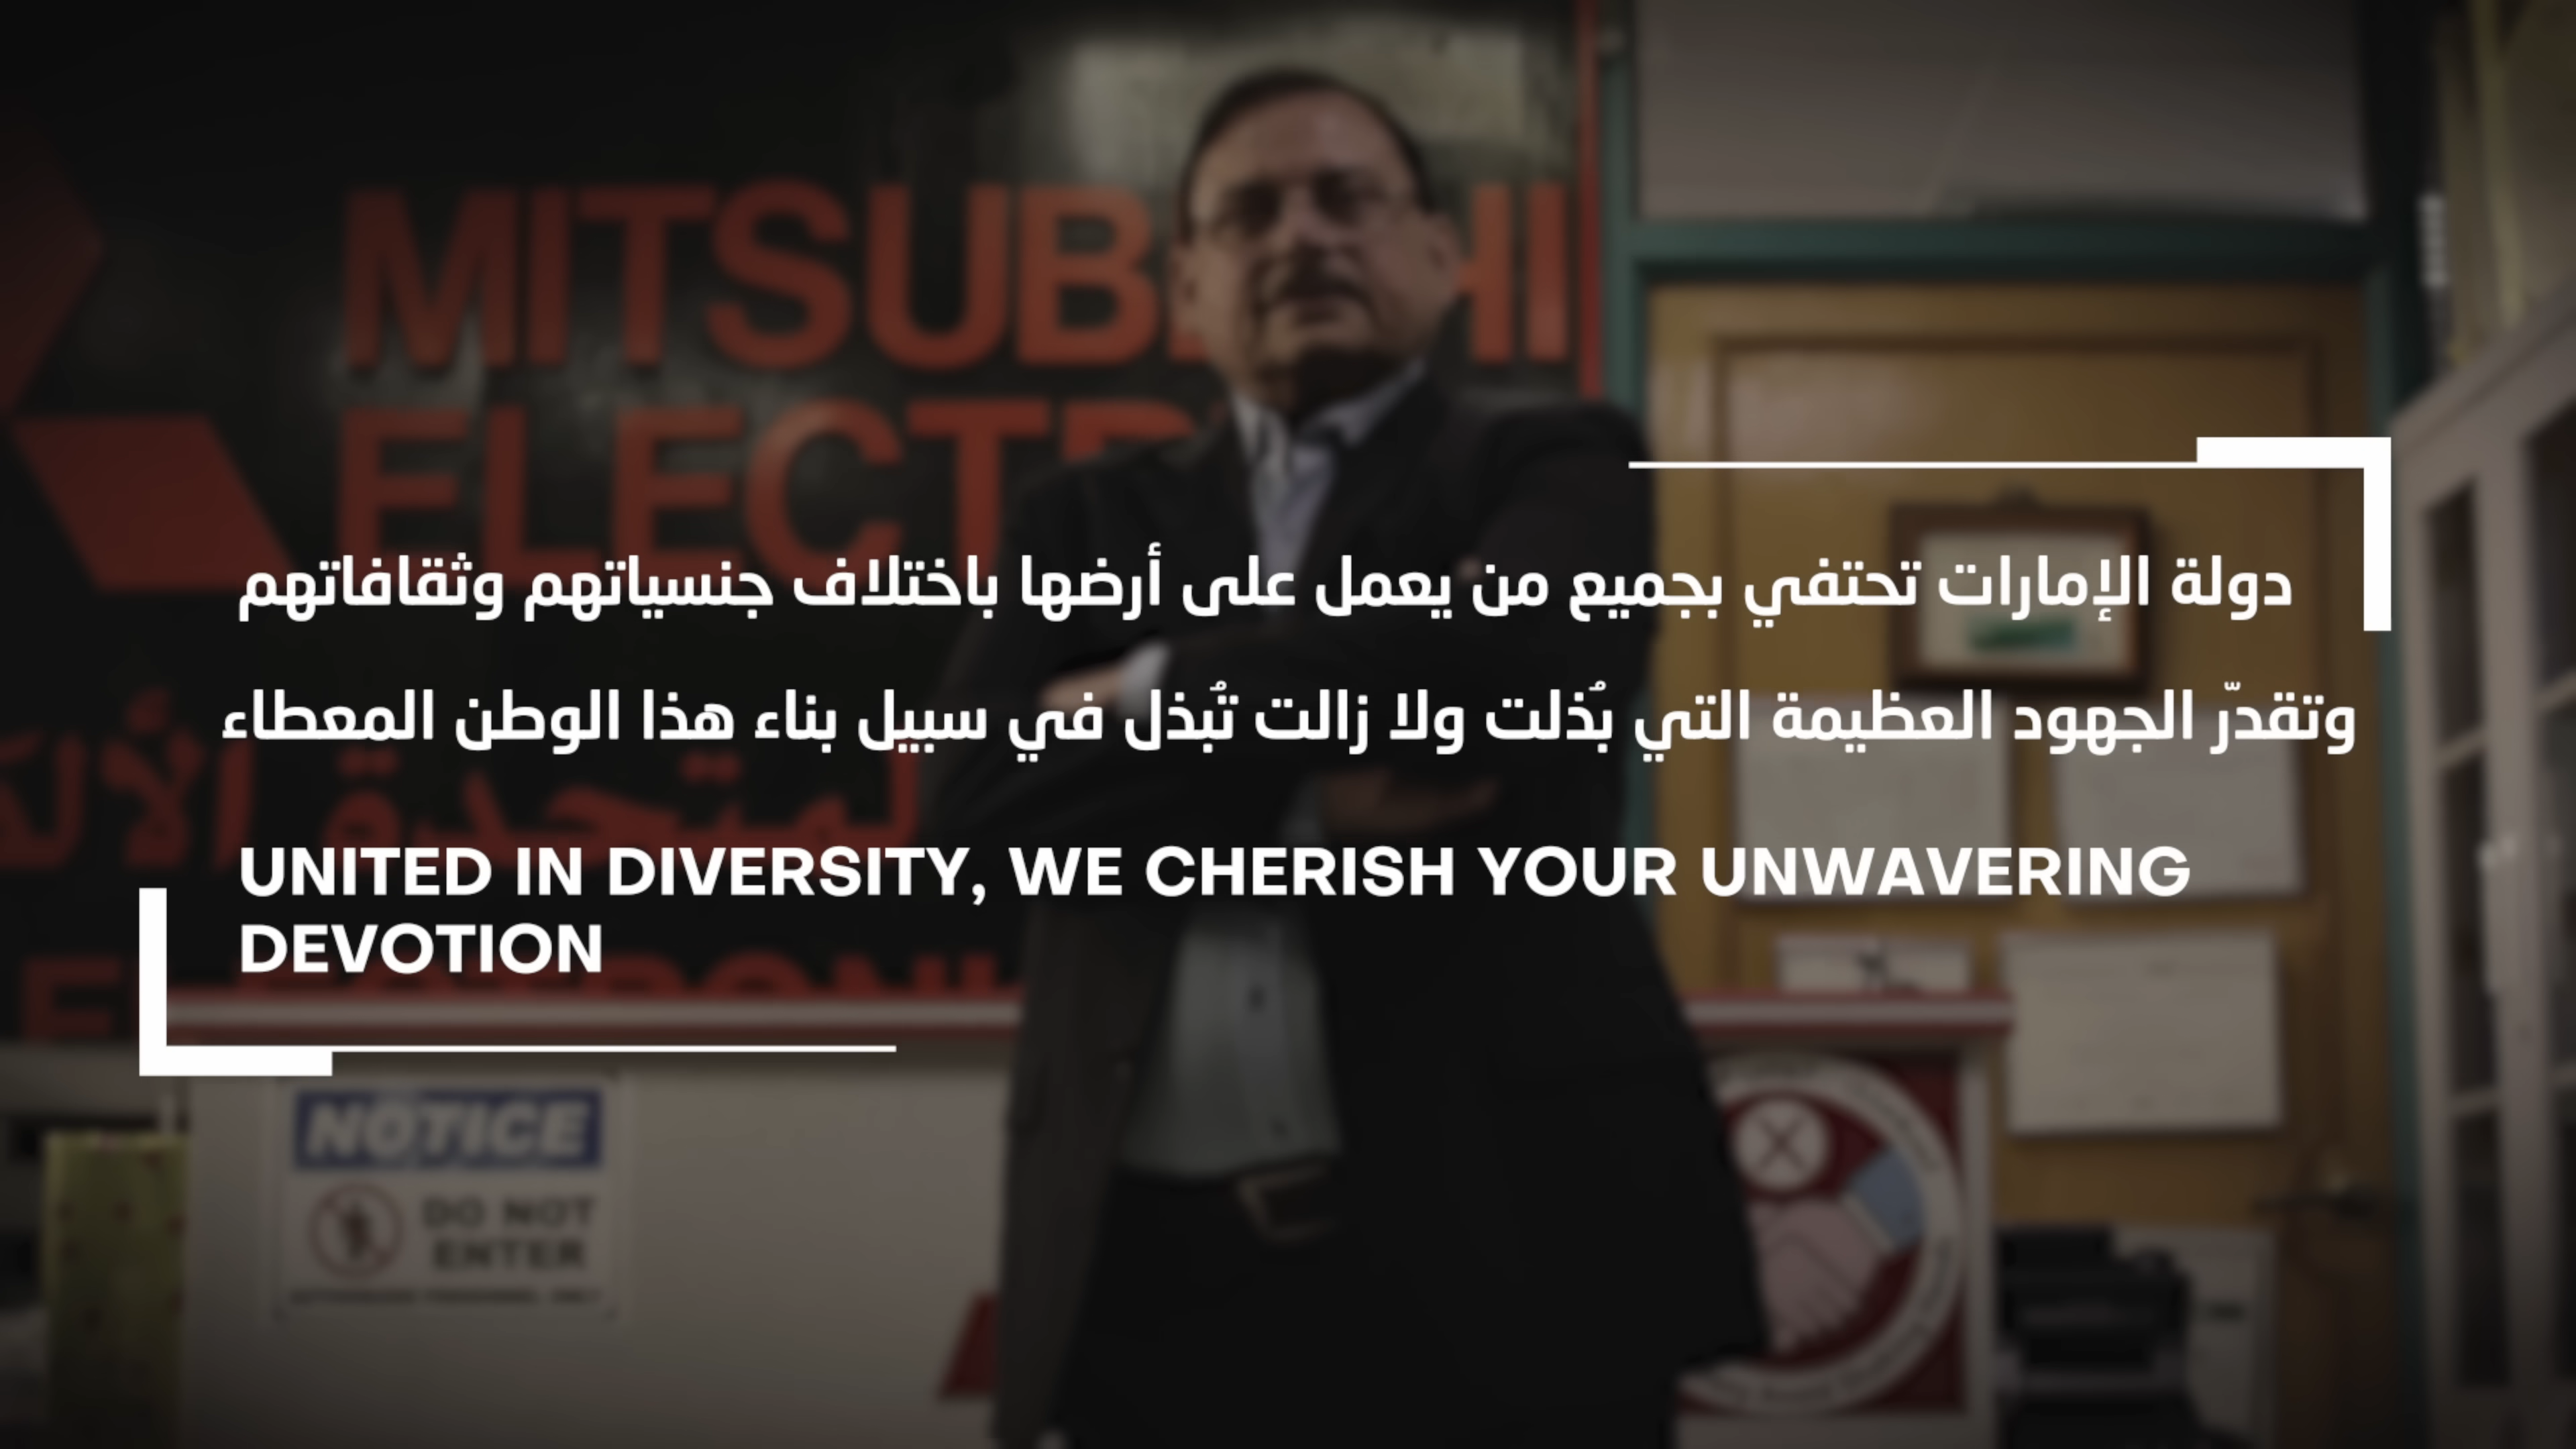 MITSUB HI
ELECT
دولة الإمارات تحتفي بجميع من يعمل على أرضها باختلاف جنسياتهم وثقافاتهم
وتقدّر الجهود العظيمة التي بُذلت ولا زالت تُبذل في سبيل بناء هذا الوطن المعطاء
UNITED IN DIVERSITY, WE CHERISH YOUR UNWAVERING
DEVOTION
NOTICE
DO NOT
ENTER